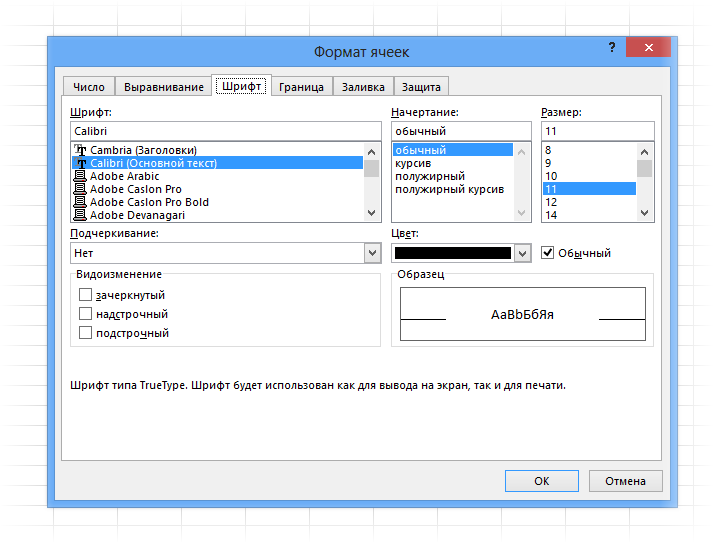 Формат ячеек
?
Число Выравнивание Шрифт Граница Заливка Защита
Шрифт: Начертание: Размер:
Calibri обычный 11
Cambria (Заголовки) обычный 8
Calibri (Основной текст) курсив 9
Adobe Arabic полужирный 10
Adobe Caslon Pro полужирный курсив 11
Adobe Caslon Pro Bold 12
Adobe Devanagari 14
Подчеркивание: Цвет:
Нет Обычный
Видоизменение Образец
зачеркнутый
надстрочный АаBbБбЯя
подстрочный
Шрифт типа TrueType. Шрифт будет использован как для вывода на экран, так и для печати.
ОК Отмена